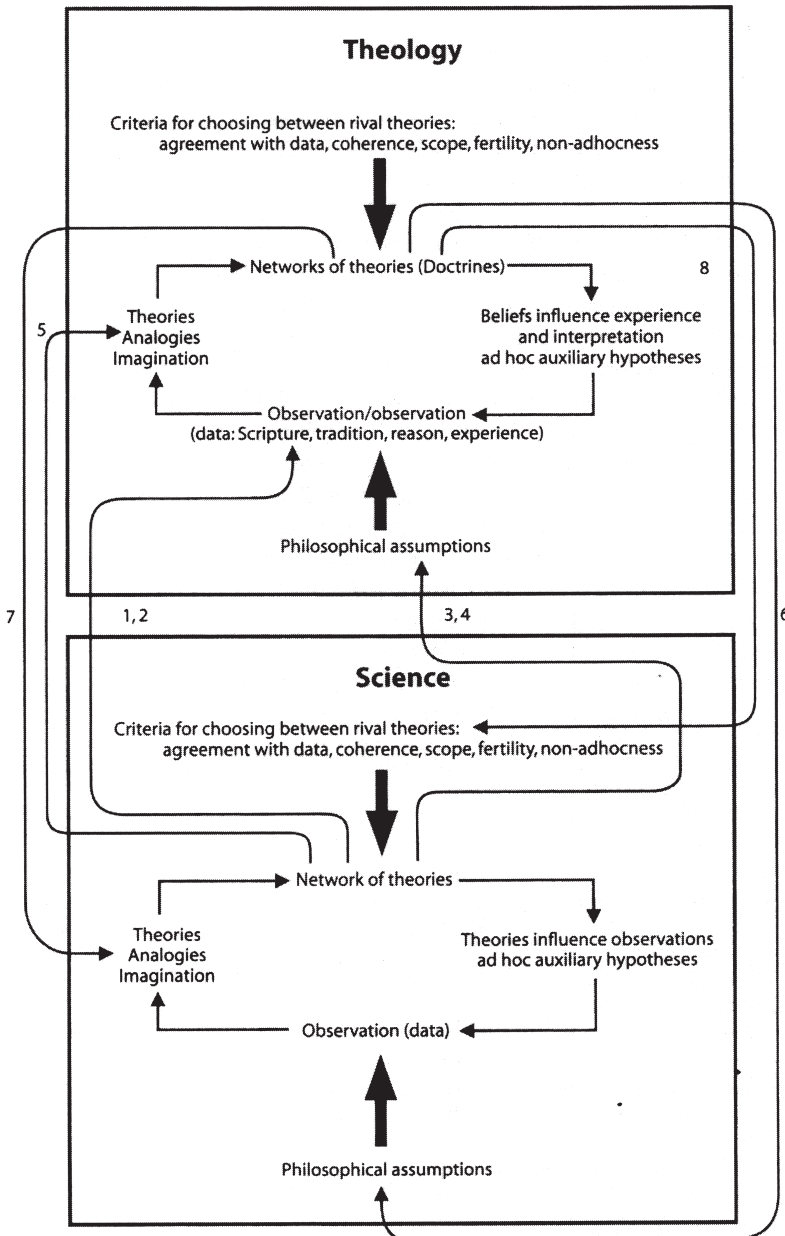 Theology
Criteria for choosing between rival theories:
agreement with data, coherence, scope, fertility, non-adhocness
Networks of theories (Doctrines)
8
5
Theories
Analogies
Imagination
Beliefs influence experience
and interpretation
ad hoc auxiliary hypotheses
Observation/observation
(data: Scripture, tradition, reason, experience)
Philosophical assumptions
7
1, 2
3, 4
6
Science
Criteria for choosing between rival theories:
agreement with data, coherence, scope, fertility, non-adhocness
Network of theories
Theories
Analogies
Imagination
Theories influence observations
ad hoc auxiliary hypotheses
Observation (data)
Philosophical assumptions